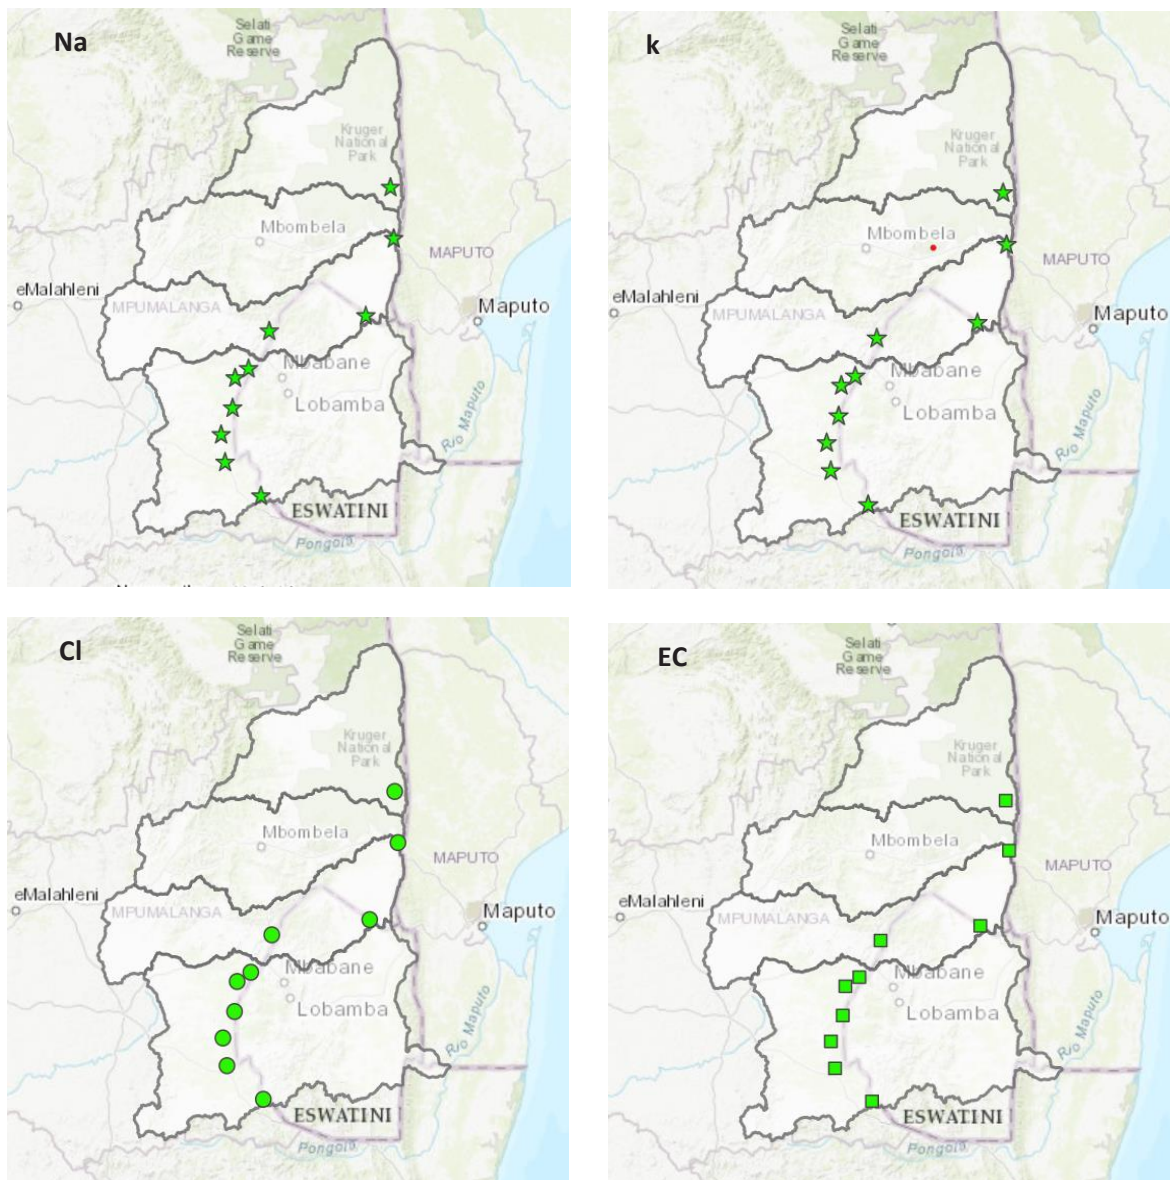 Na
Selati
Game
Reserve
Kruger
National
Park
Mbombela
MAPUTO
eMalahleni
MPUMALANGA
Maputo
Mbabane
Lobamba
Rio Maputo
ESWATINI
Pongola
k
Selati
Game
Reserve
Kruger
National
Park
Mbombela
MAPUTO
eMalahleni
MPUMALANGA
Maputo
Mbabane
Lobamba
Rio Maputo
ESWATINI
Pongola
Cl
Selati
Game
Reserve
Kruger
National
Park
Mbombela
MAPUTO
eMalahleni
MPUMALANGA
Maputo
Mbabane
Lobamba
Rio Maputo
ESWATINI
Pongola
EC
Selati
Game
Reserve
Kruger
National
Park
Mbombela
MAPUTO
eMalahleni
MPUMALANGA
Maputo
Mbabane
Lobamba
Rio Maputo
ESWATINI
Pongola